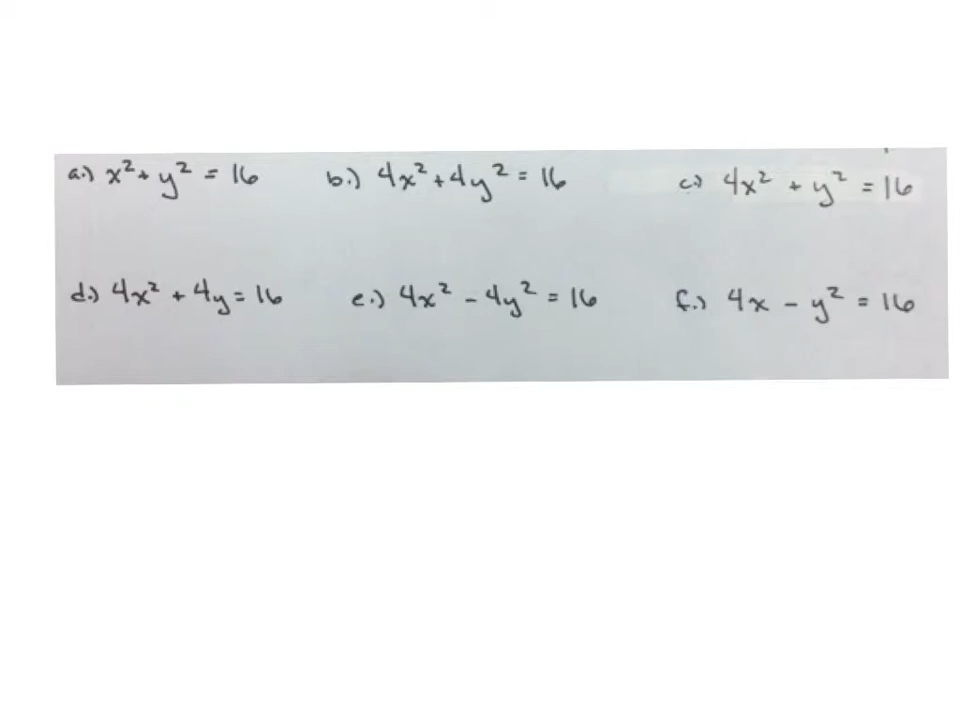 a.) x² + y² = 16 b.) 4x² + 4y² = 16 c.) 4x² + y² = 16
d.) 4x² + 4y = 16 e.) 4x² - 4y² = 16 f.) 4x - y² = 16